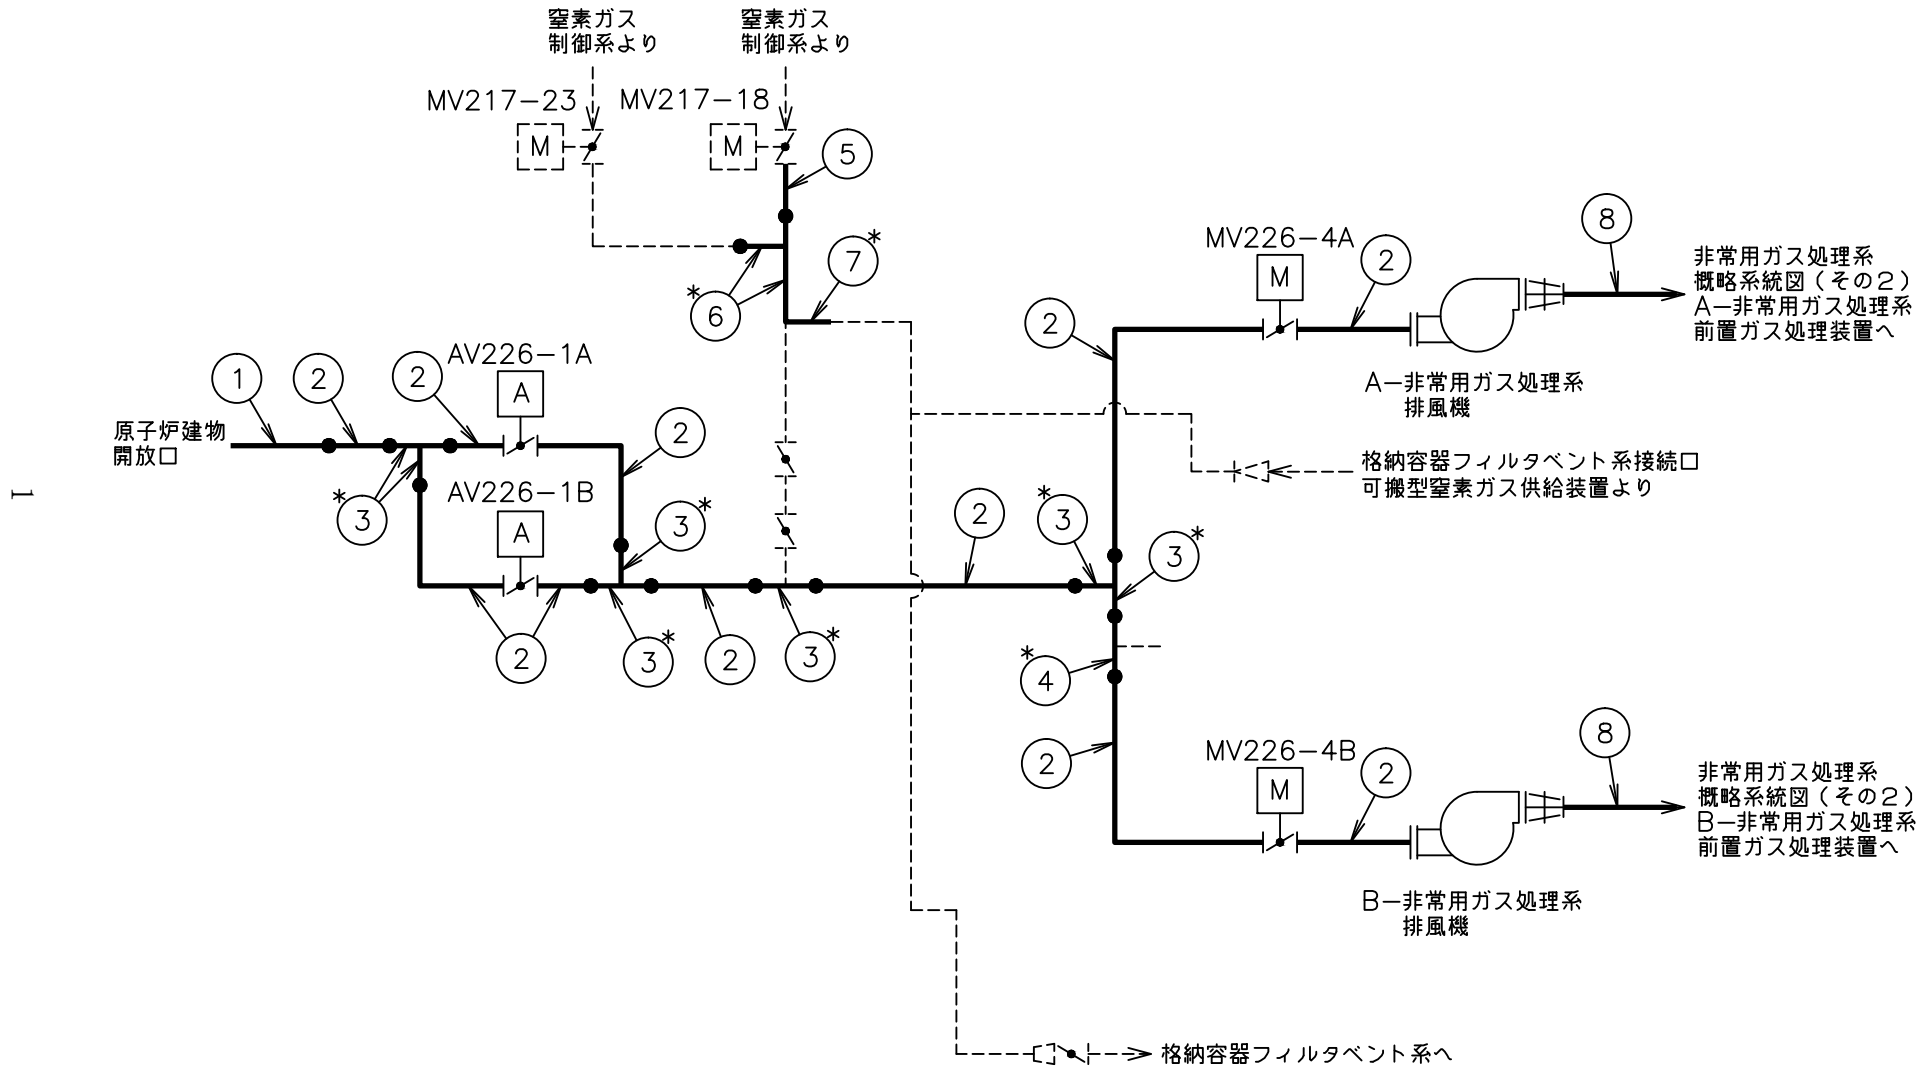 窒素ガス
制御系より
窒素ガス
制御系より
MV217-23
MV217-18
M
M
5
*
7
*
6
MV226-4A
M
2
8
非常用ガス処理系
概略系統図(その2)
A-非常用ガス処理系
前置ガス処理装置へ
2
A-非常用ガス処理系
排風機
1
2
2
AV226-1A
A
原子炉建物
開放口
2
格納容器フィルタベント系接続口
可搬型窒素ガス供給装置より
1
*
3
AV226-1B
A
3
*
2
*
3
3
*
2
3
*
2
3
*
*
4
2
MV226-4B
M
2
8
非常用ガス処理系
概略系統図(その2)
B-非常用ガス処理系
前置ガス処理装置へ
B-非常用ガス処理系
排風機
格納容器フィルタベント系へ